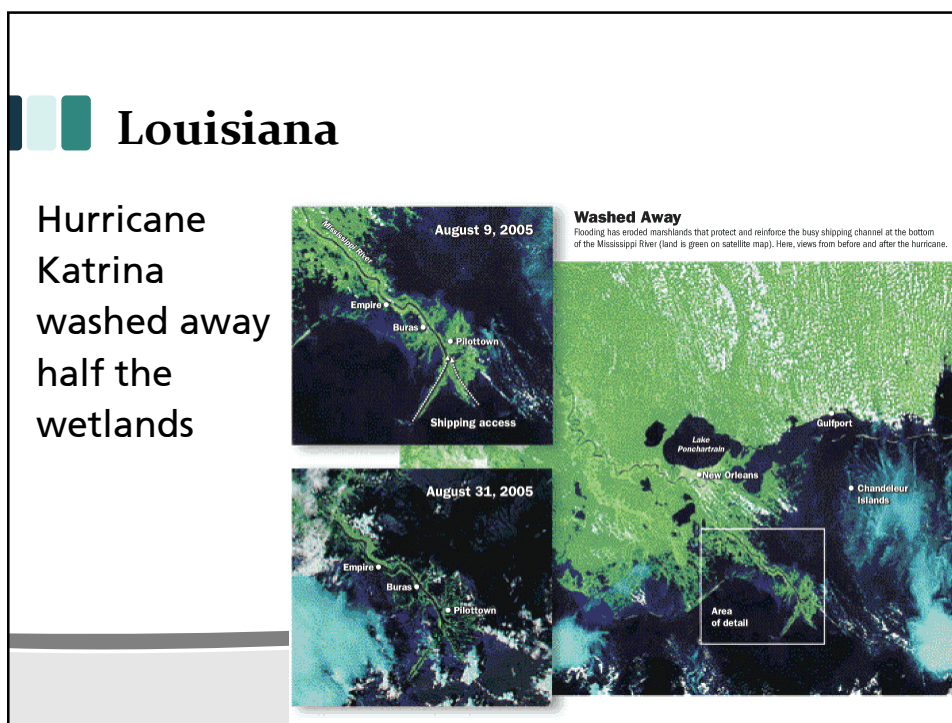 Louisiana
Hurricane
Katrina
washed away
half the
wetlands
August 9, 2005
Mississippi River
Empire
Buras
Pilottown
Shipping access
August 31, 2005
Empire
Buras
Pilottown
Washed Away
Flooding has eroded marshlands that protect and reinforce the busy shipping channel at the bottom
of the Mississippi River (land is green on satellite map). Here, views from before and after the hurricane.
Gulfport
Lake
Ponchartrain
New Orleans
Chandeleur
Islands
Area
of detail